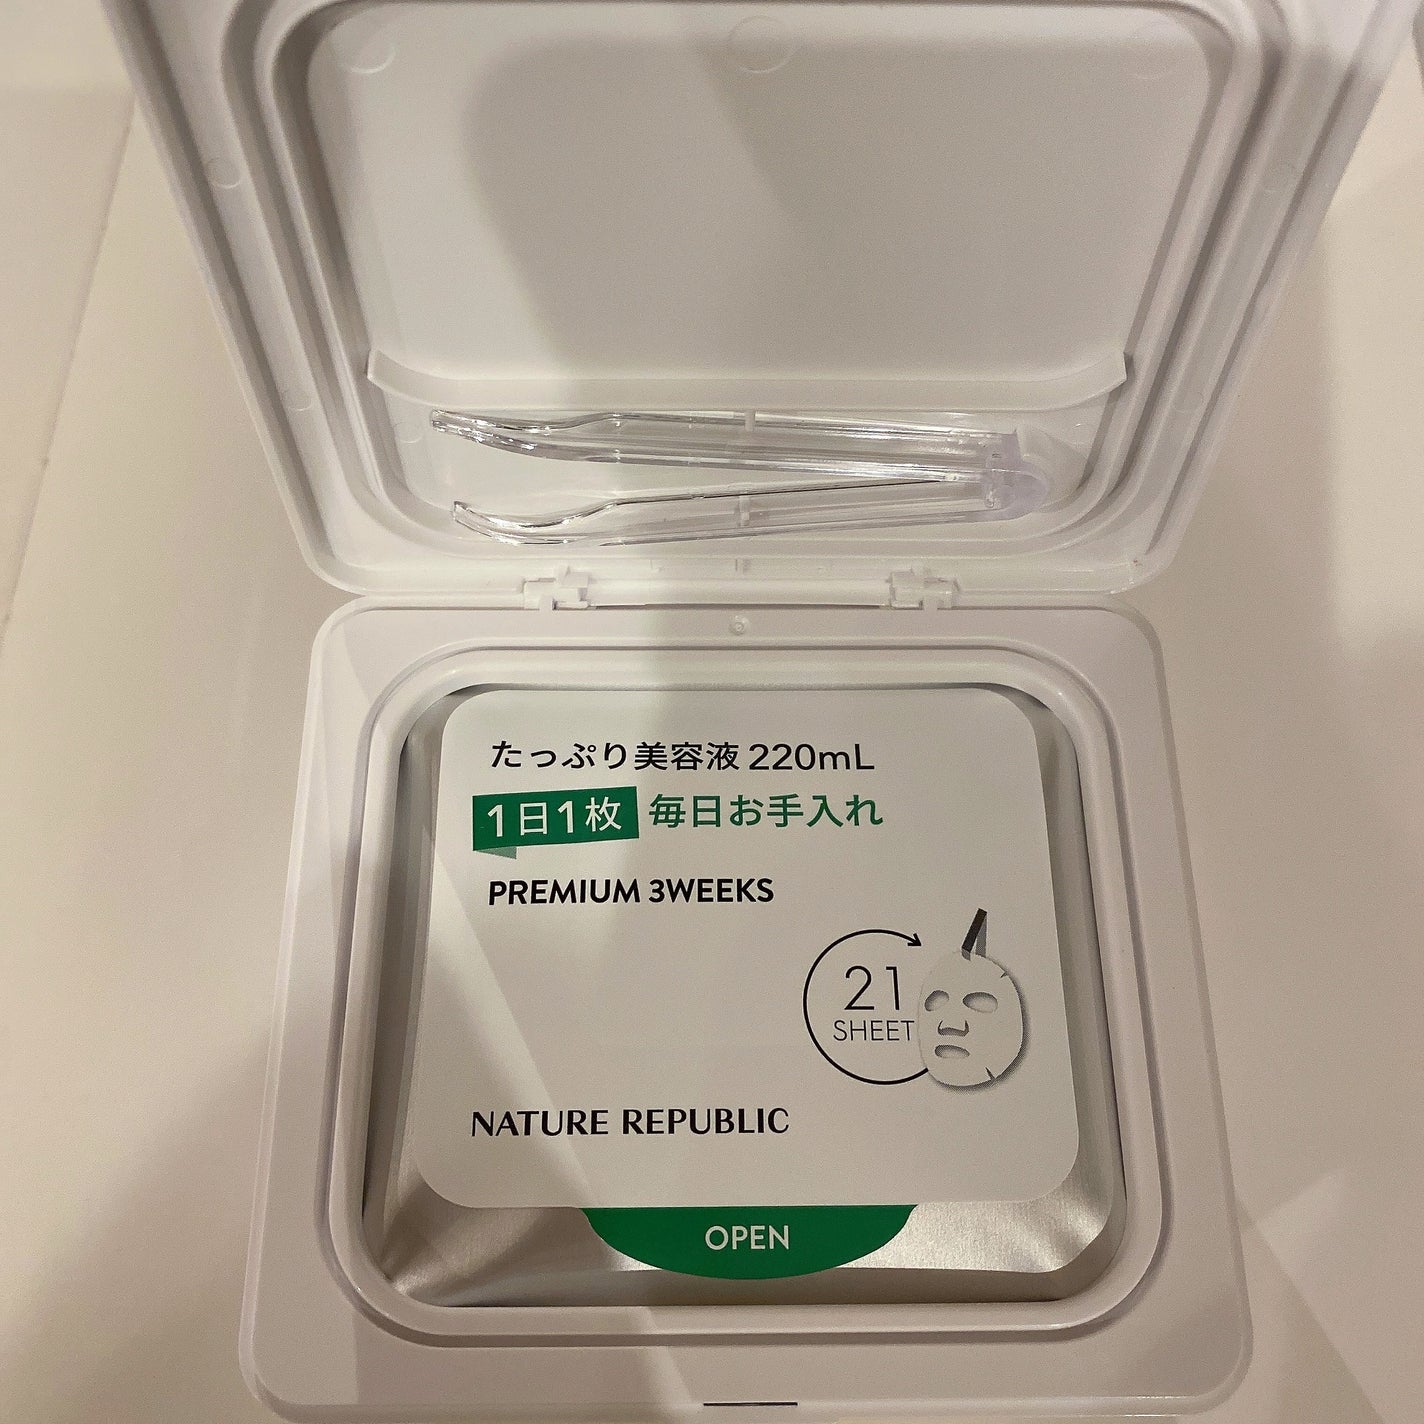 たっぷり美容液 220mL
1日1枚 毎日お手入れ
PREMIUM 3WEEKS
21
SHEET
NATURE REPUBLIC
OPEN